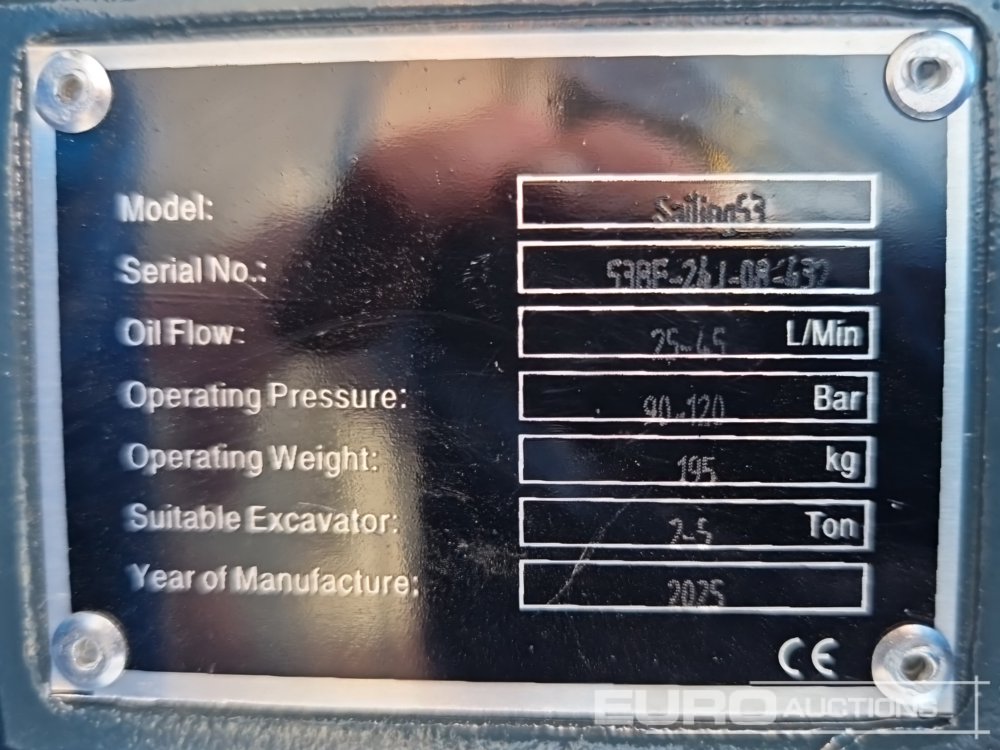 Model: Sailing53
Serial No.:
Oil Flow: 25-45 L/Min
Operating Pressure: 90-120 Bar
Operating Weight: 195 kg
Suitable Excavator: 2-5 Ton
Year of Manufacture: 2025
CE
EURO AUCTIONS